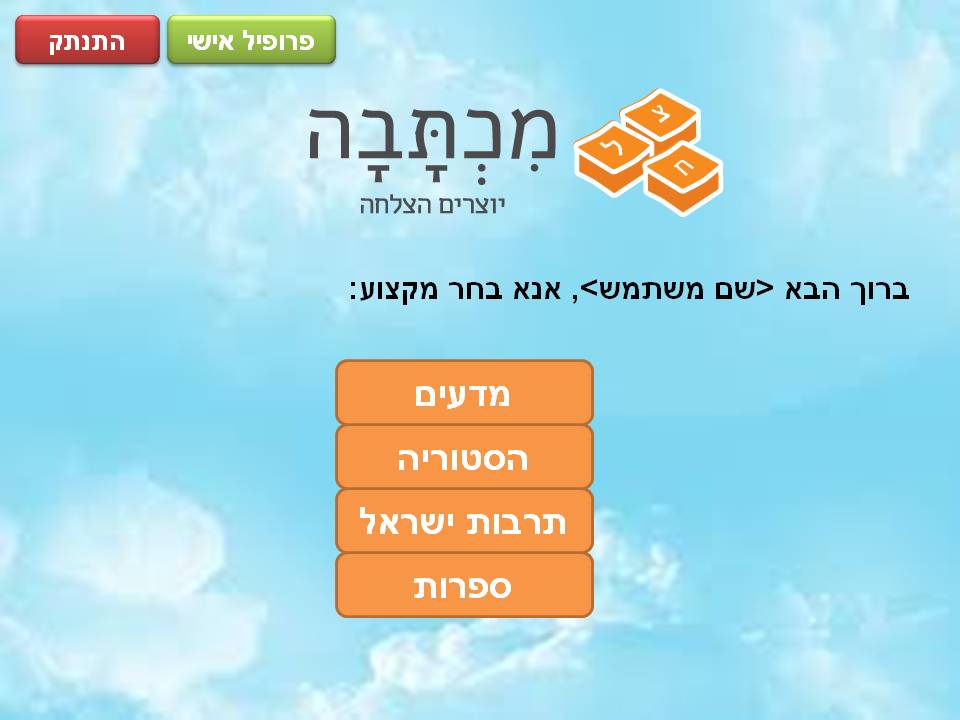 פרופיל אישי
התנתק
מִכְתָּבָה
יוצרים הצלחה
צ
ל
ח
ברוך הבא <שם משתמש>, אנא בחר מקצוע:
מדעים
הסטוריה
תרבות ישראל
ספרות